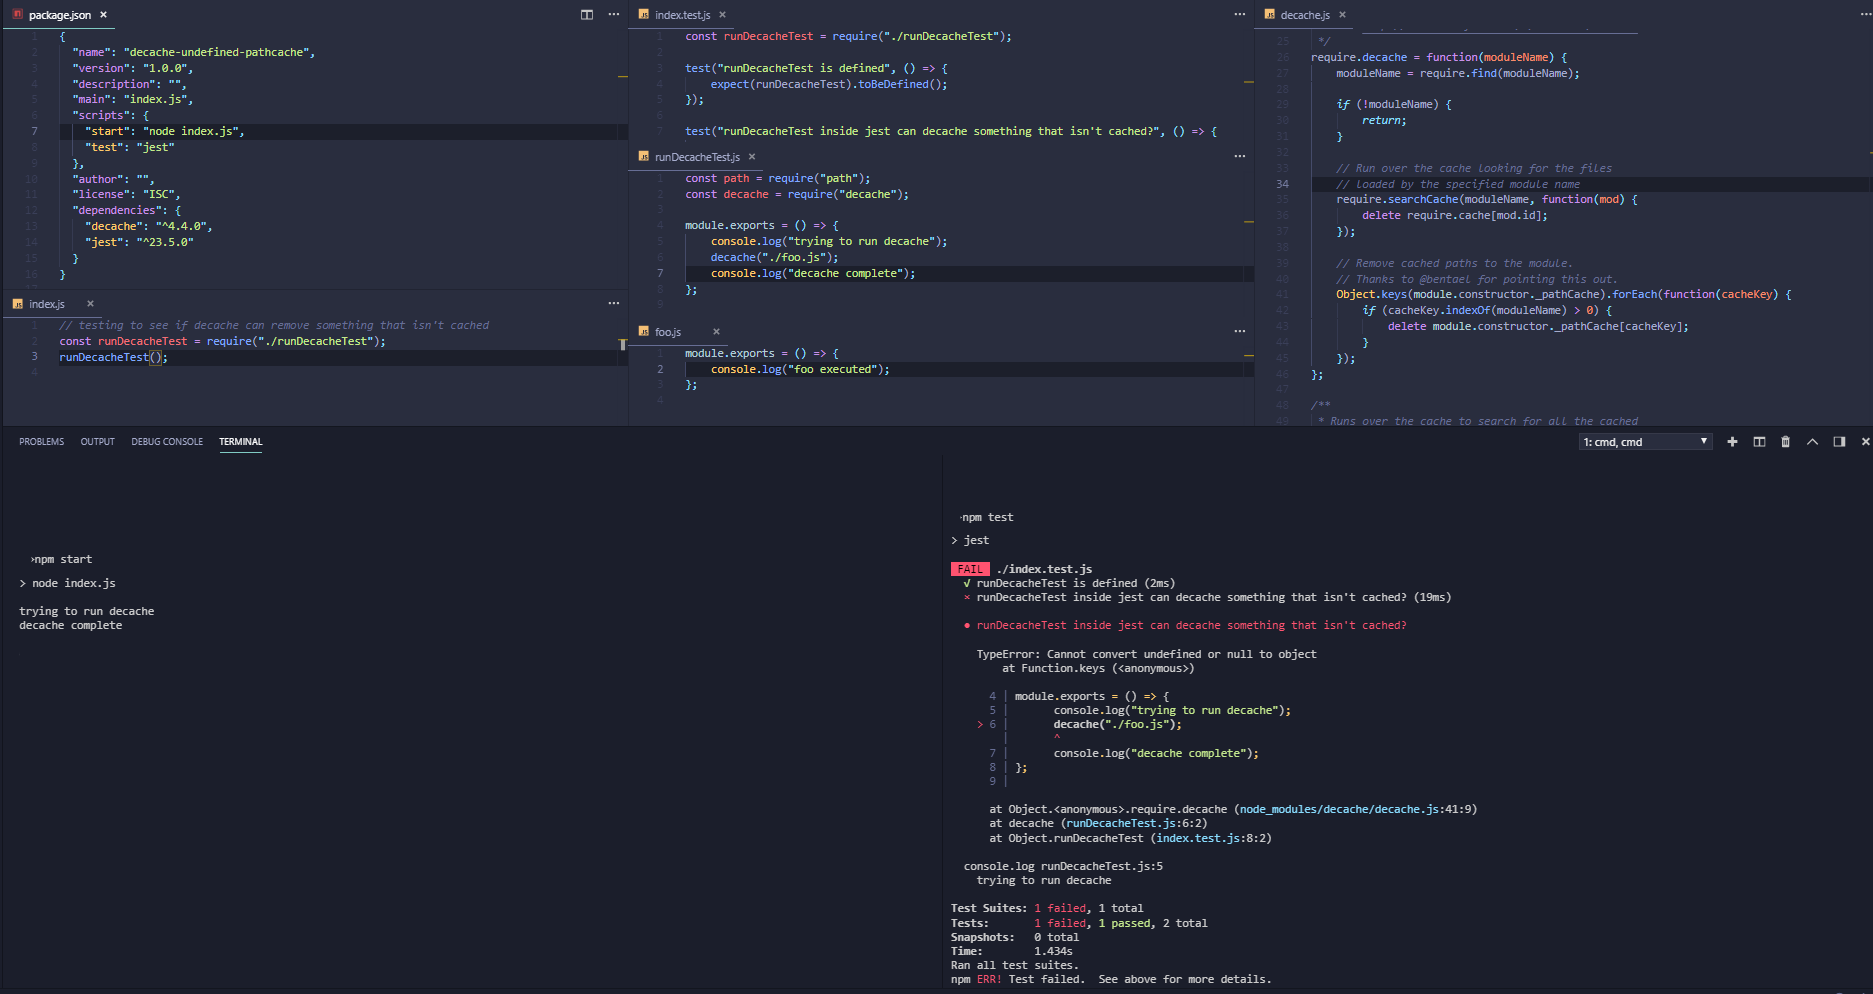 package.json ×
1 {
2 "name": "decache-undefined-pathcache",
3 "version": "1.0.0",
4 "description": "",
5 "main": "index.js",
6 "scripts": {
7 "start": "node index.js",
8 "test": "jest"
9 },
10 "author": "",
11 "license": "ISC",
12 "dependencies": {
13 "decache": "^4.4.0",
14 "jest": "^23.5.0"
15 }
16 }
index.js ×
1 // testing to see if decache can remove something that isn't cached
2 const runDecacheTest = require("./runDecacheTest");
3 runDecacheTest();
4
index.test.js ×
1 const runDecacheTest = require("./runDecacheTest");
2
3 test("runDecacheTest is defined", () => {
4 expect(runDecacheTest).toBeDefined();
5 });
6
7 test("runDecacheTest inside jest can decache something that isn't cached?", () => {
runDecacheTest.js ×
1 const path = require("path");
2 const decache = require("decache");
3
4 module.exports = () => {
5 console.log("trying to run decache");
6 decache("./foo.js");
7 console.log("decache complete");
8 };
9
foo.js ×
1 module.exports = () => {
2 console.log("foo executed");
3 };
4
decache.js ×
25 */
26 require.decache = function(moduleName) {
27 moduleName = require.find(moduleName);
28
29 if (!moduleName) {
30 return;
31 }
32
33 // Run over the cache looking for the files
34 // loaded by the specified module name
35 require.searchCache(moduleName, function(mod) {
36 delete require.cache[mod.id];
37 });
38
39 // Remove cached paths to the module.
40 // Thanks to @bentael for pointing this out.
41 Object.keys(module.constructor._pathCache).forEach(function(cacheKey) {
42 if (cacheKey.indexOf(moduleName) > 0) {
43 delete module.constructor._pathCache[cacheKey];
44 }
45 });
46 };
47
48 /**
49 * Runs over the cache to search for all the cached
PROBLEMS OUTPUT DEBUG CONSOLE TERMINAL
1: cmd, cmd
>npm start
> node index.js
trying to run decache
decache complete
>npm test
> jest
FAIL ./index.test.js
√ runDecacheTest is defined (2ms)
× runDecacheTest inside jest can decache something that isn't cached? (19ms)
● runDecacheTest inside jest can decache something that isn't cached?
TypeError: Cannot convert undefined or null to object
at Function.keys (<anonymous>)
4 | module.exports = () => {
5 | console.log("trying to run decache");
> 6 | decache("./foo.js");
| ^
7 | console.log("decache complete");
8 | };
9 |
at Object.<anonymous>.require.decache (node_modules/decache/decache.js:41:9)
at decache (runDecacheTest.js:6:2)
at Object.runDecacheTest (index.test.js:8:2)
console.log runDecacheTest.js:5
trying to run decache
Test Suites: 1 failed, 1 total
Tests: 1 failed, 1 passed, 2 total
Snapshots: 0 total
Time: 1.434s
Ran all test suites.
npm ERR! Test failed. See above for more details.